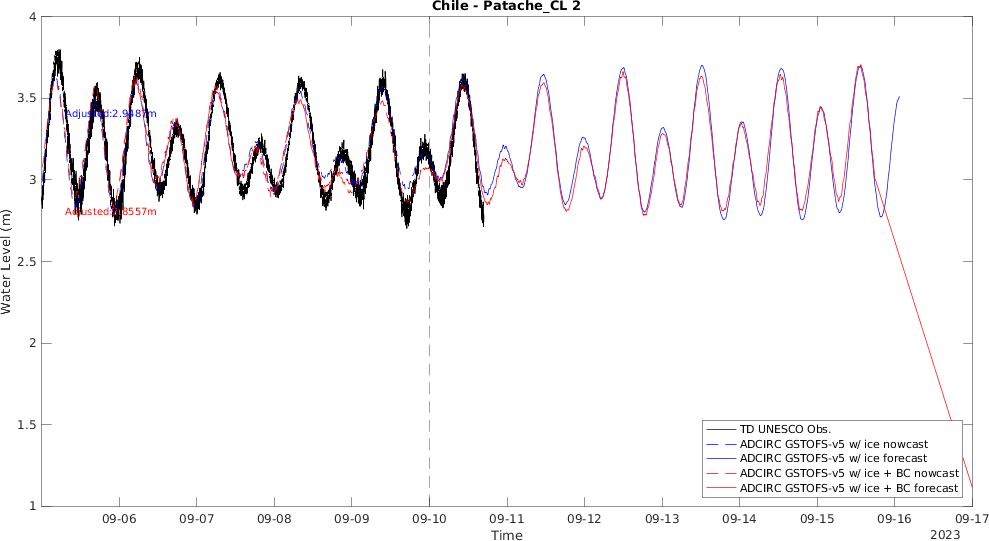 Chile - Patache_CL 2
4
3.5
3
2.5
2
1.5
1
Water Level (m)
Adjusted:2.9487m
09-06
09-07
09-08
09-09
09-10
09-11
09-12
09-13
09-14
09-15
09-16
09-17
Time
2023
TD UNESCO Obs.
ADCIRC GSTOFS-v5 w/ ice nowcast
ADCIRC GSTOFS-v5 w/ ice forecast
ADCIRC GSTOFS-v5 w/ ice + BC nowcast
ADCIRC GSTOFS-v5 w/ ice + BC forecast